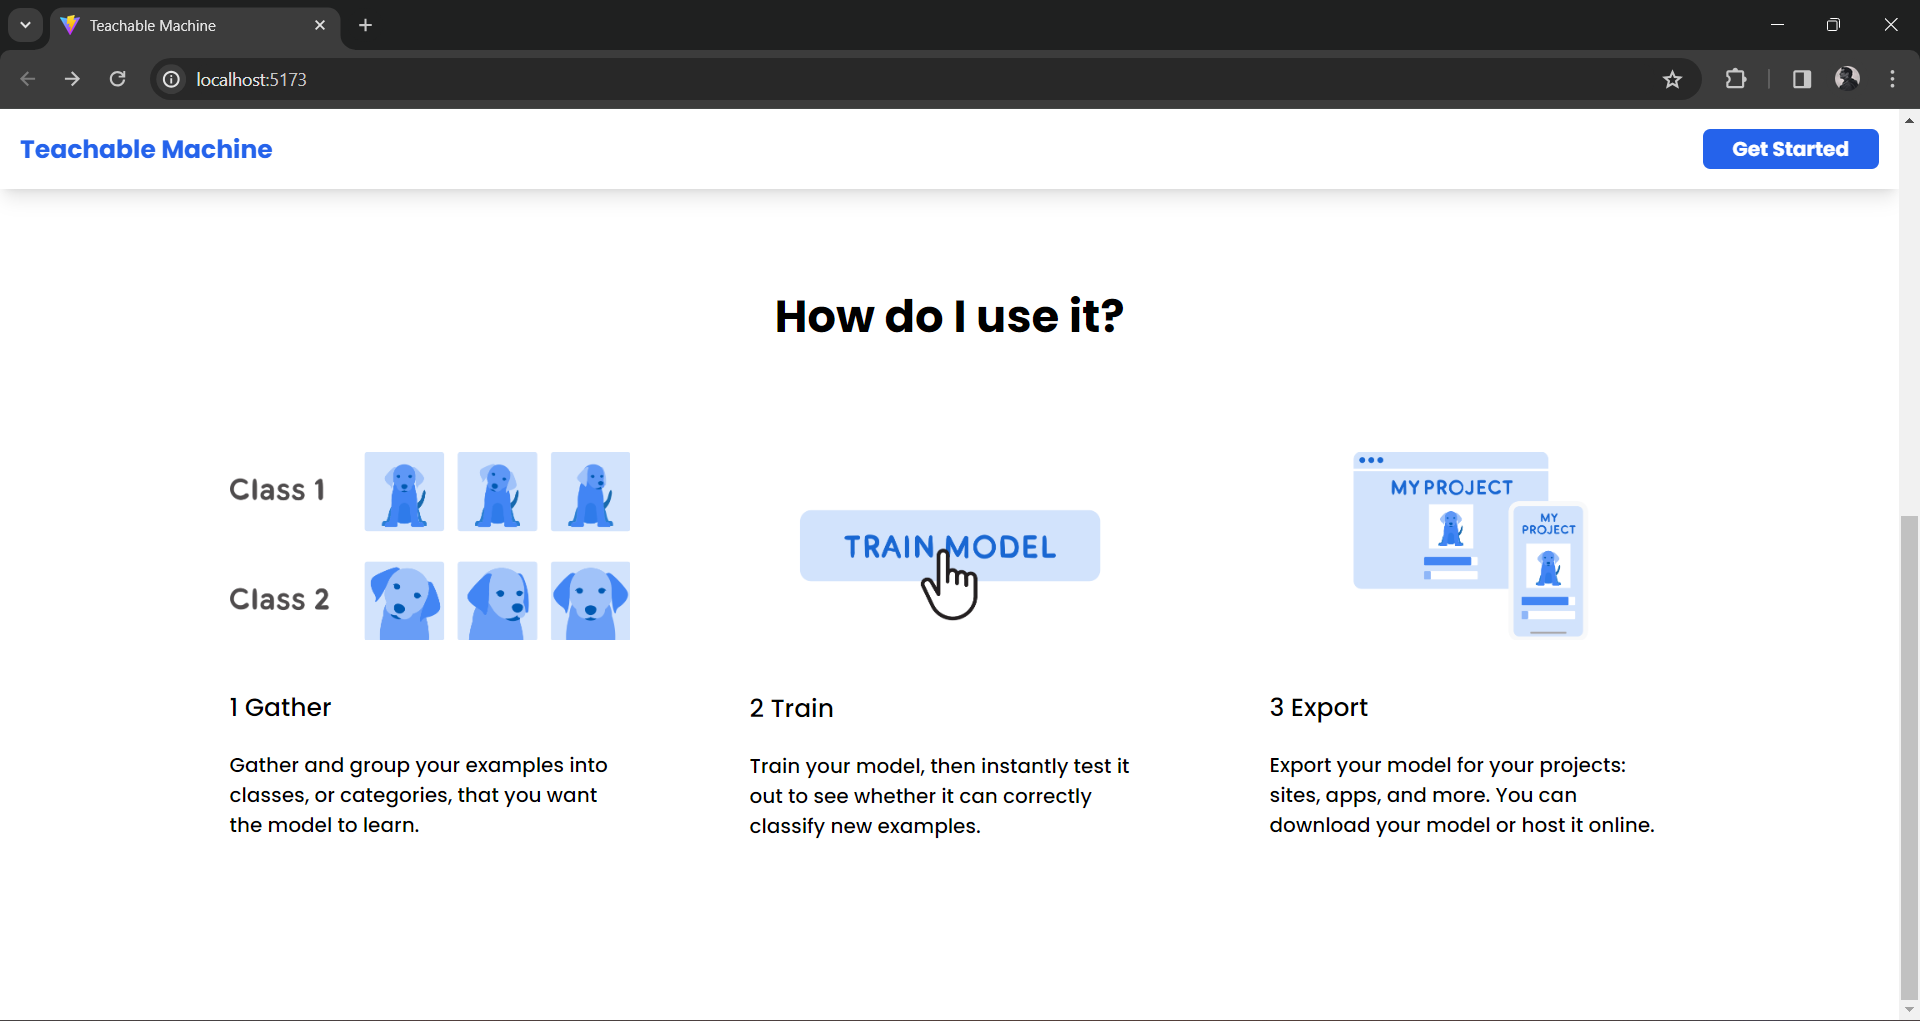 Teachable Machine
localhost:5173
Teachable Machine
Get Started
How do I use it?
Class 1
Class 2
TRAIN MODEL
MY PROJECT
MY
PROJECT
1 Gather
Gather and group your examples into
classes, or categories, that you want
the model to learn.
2 Train
Train your model, then instantly test it
out to see whether it can correctly
classify new examples.
3 Export
Export your model for your projects:
sites, apps, and more. You can
download your model or host it online.